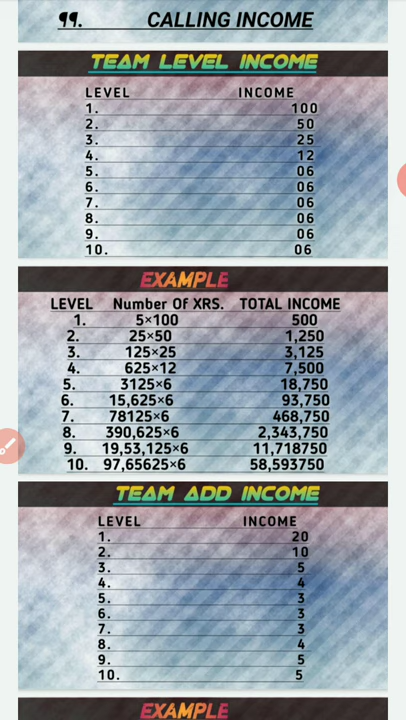 99. CALLING INCOME
TEAM LEVEL INCOME
LEVEL INCOME
1. 100
2. 50
3. 25
4. 12
5. 06
6. 06
7. 06
8. 06
9. 06
10. 06
EXAMPLE
LEVEL Number Of XRS. TOTAL INCOME
1. 5×100 500
2. 25×50 1,250
3. 125×25 3,125
4. 625×12 7,500
5. 3125×6 18,750
6. 15,625×6 93,750
7. 78125×6 468,750
8. 390,625×6 2,343,750
9. 19,53,125×6 11,718750
10. 97,65625×6 58,593750
TEAM ADD INCOME
LEVEL INCOME
1. 20
2. 10
3. 5
4. 4
5. 3
6. 3
7. 3
8. 4
9. 5
10. 5
EXAMPLE